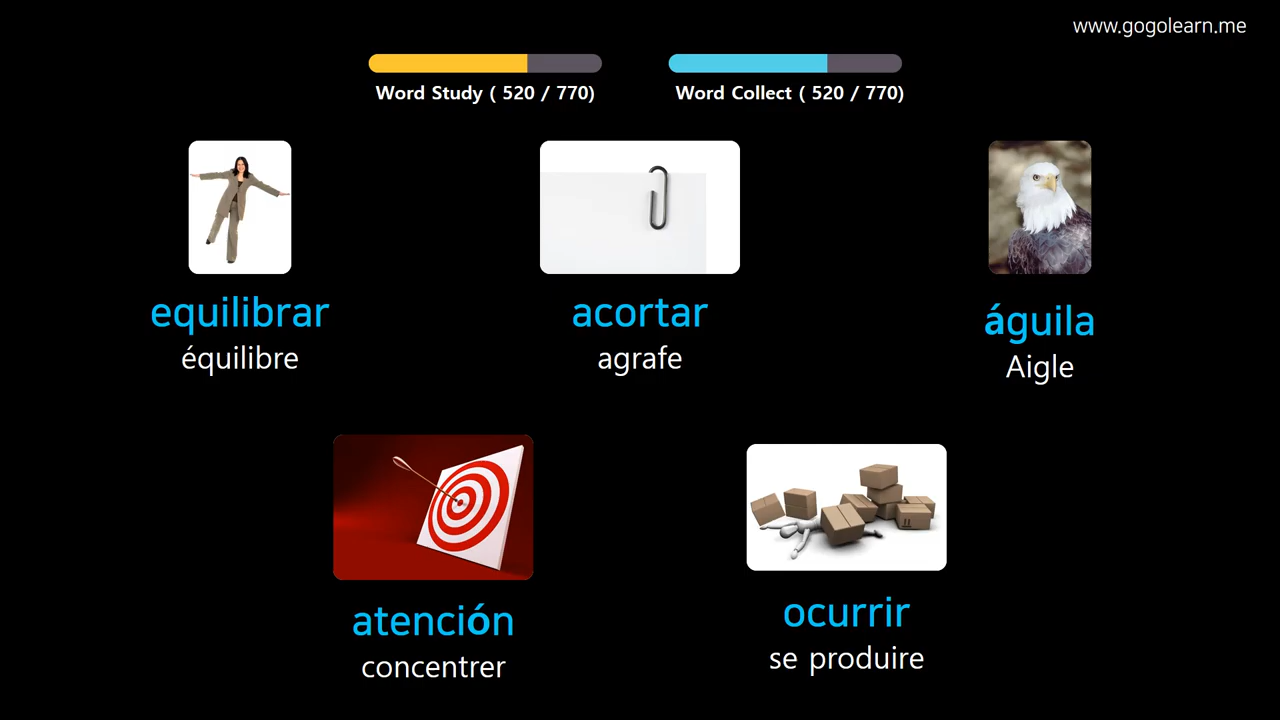 www.gogolearn.me
Word Study ( 520 / 770)
Word Collect ( 520 / 770)
equilibrar
équilibre
acortar
agrafe
águila
Aigle
atención
concentrer
ocurrir
se produire